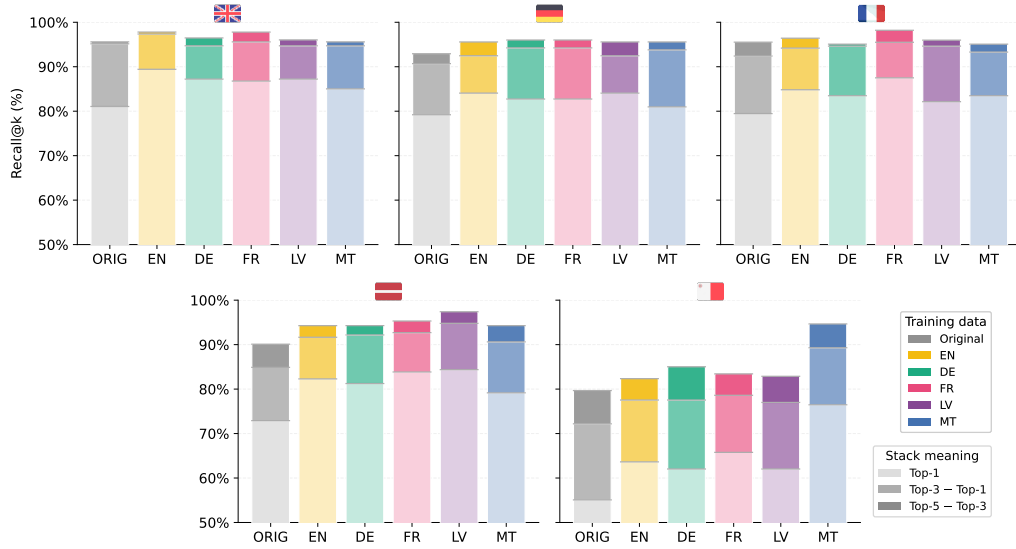 100%
90%
80%
70%
60%
50%
Recall@k (%)
ORIG EN DE FR LV MT
ORIG EN DE FR LV MT
ORIG EN DE FR LV MT
100%
90%
80%
70%
60%
50%
ORIG EN DE FR LV MT
ORIG EN DE FR LV MT
Training data
Original
EN
DE
FR
LV
MT
Stack meaning
Top-1
Top-3 − Top-1
Top-5 − Top-3